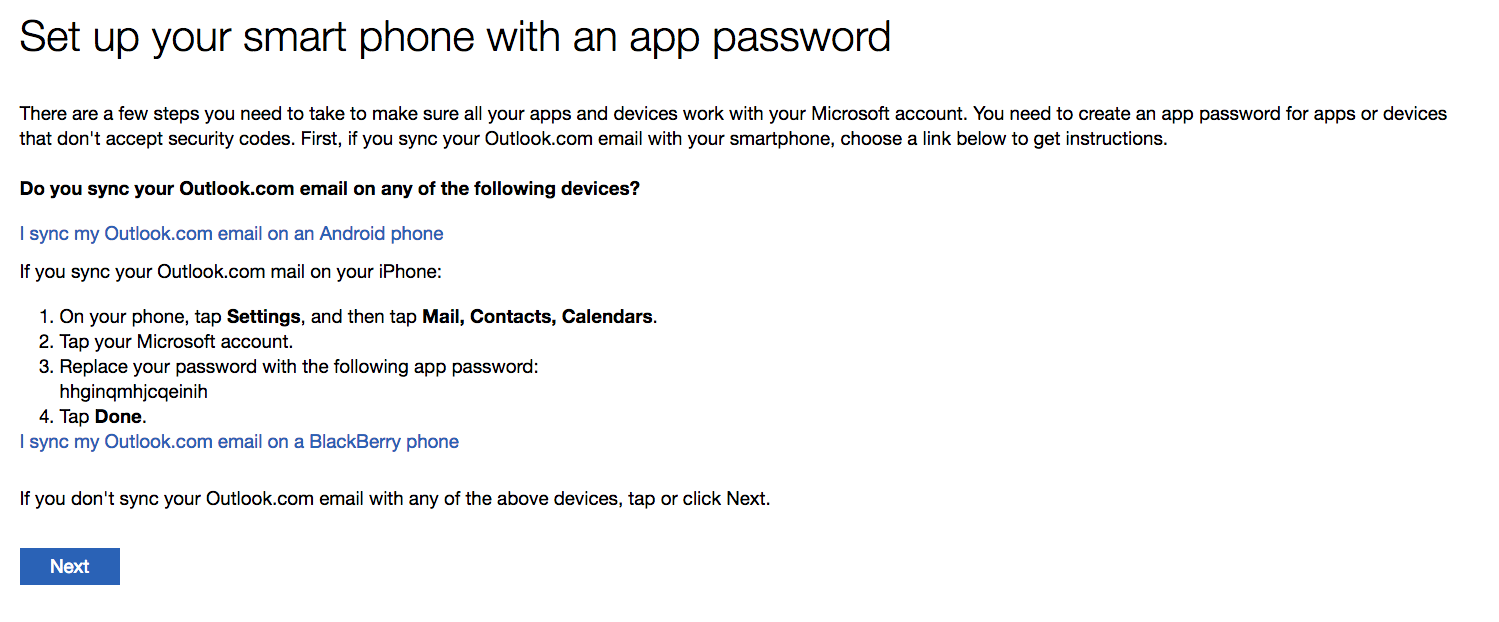 Set up your smart phone with an app password
There are a few steps you need to take to make sure all your apps and devices work with your Microsoft account. You need to create an app password for apps or devices
that don't accept security codes. First, if you sync your Outlook.com email with your smartphone, choose a link below to get instructions.
Do you sync your Outlook.com email on any of the following devices?
I sync my Outlook.com email on an Android phone
If you sync your Outlook.com mail on your iPhone:
1. On your phone, tap Settings, and then tap Mail, Contacts, Calendars.
2. Tap your Microsoft account.
3. Replace your password with the following app password:
hhginqmhjcqeinih
4. Tap Done.
I sync my Outlook.com email on a BlackBerry phone
If you don't sync your Outlook.com email with any of the above devices, tap or click Next.
Next